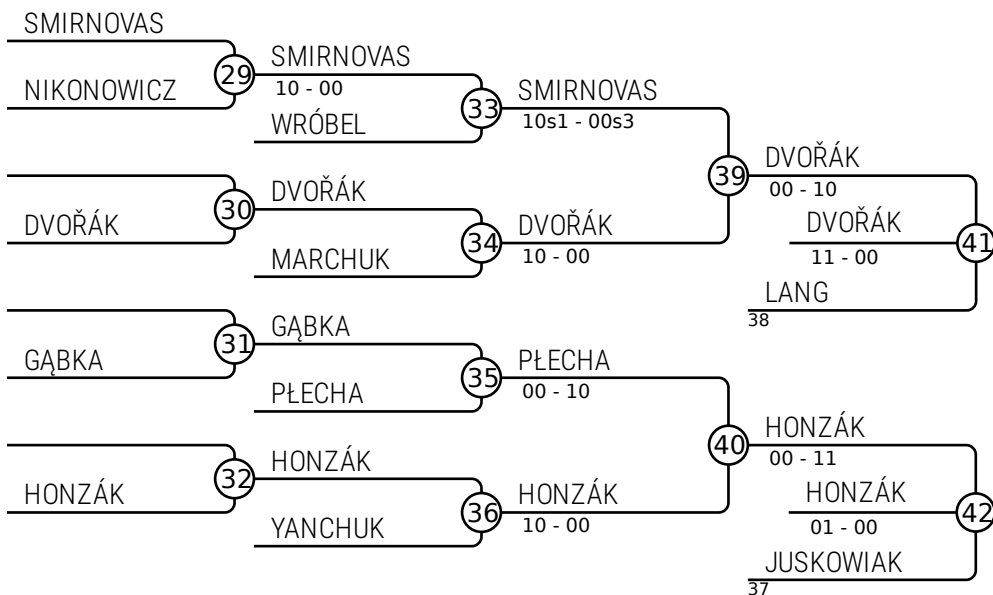 SMIRNOVAS
29
NIKONOWICZ
SMIRNOVAS
10 - 00
33
WRÓBEL
SMIRNOVAS
10s1 - 00s3
39
30
DVOŘÁK
DVOŘÁK
34
MARCHUK
DVOŘÁK
10 - 00
DVOŘÁK
00 - 10
DVOŘÁK
11 - 00
41
LANG
38
31
GĄBKA
GĄBKA
35
PŁECHA
PŁECHA
00 - 10
40
32
HONZÁK
HONZÁK
36
YANCHUK
HONZÁK
10 - 00
HONZÁK
00 - 11
HONZÁK
01 - 00
42
JUSKOWIAK
37